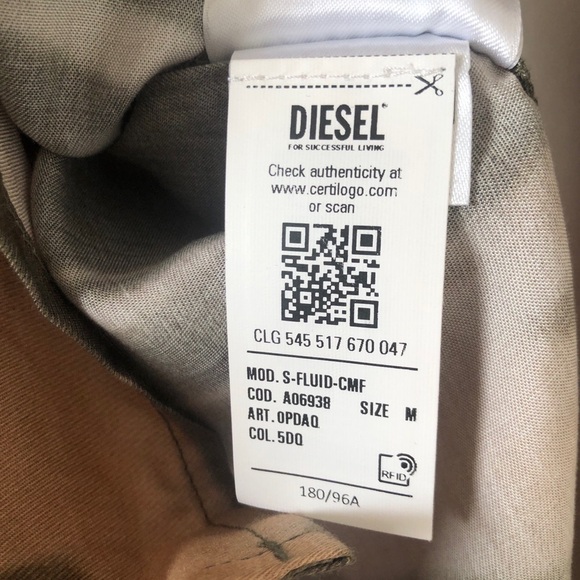 DIESEL
FOR SUCCESSFUL LIVING
Check authenticity at
www.certilogo.com
or scan
CLG 545 517 670 047
MOD. S-FLUID-CMF
COD. A06938 SIZE M
ART. 0PDAQ
COL. 5DQ
RFID
180/96A